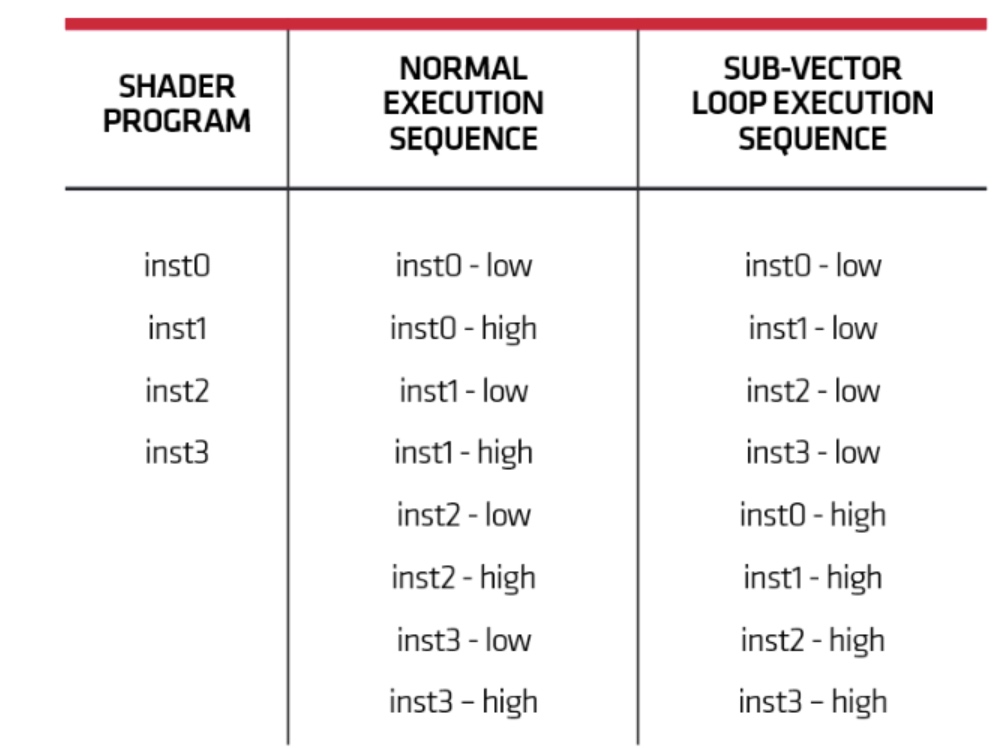 SHADER PROGRAM
NORMAL EXECUTION SEQUENCE
SUB-VECTOR LOOP EXECUTION SEQUENCE
inst0 inst0 - low inst0 - low
inst1 inst0 - high inst1 - low
inst2 inst1 - low inst2 - low
inst3 inst1 - high inst3 - low
inst2 - low inst0 - high
inst2 - high inst1 - high
inst3 - low inst2 - high
inst3 – high inst3 – high